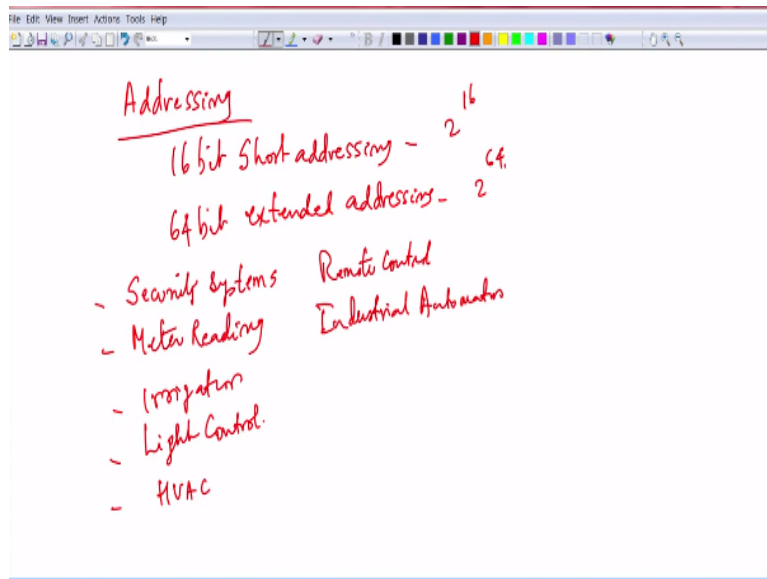 File Edit View Insert Actions Tools Help
Addressing
16 bit Short addressing - 2^16
64 bit extended addressing - 2^64.
- Security Systems Remote Control
- Meter Reading Industrial Automation
- Irrigation
- Light Control.
- HVAC